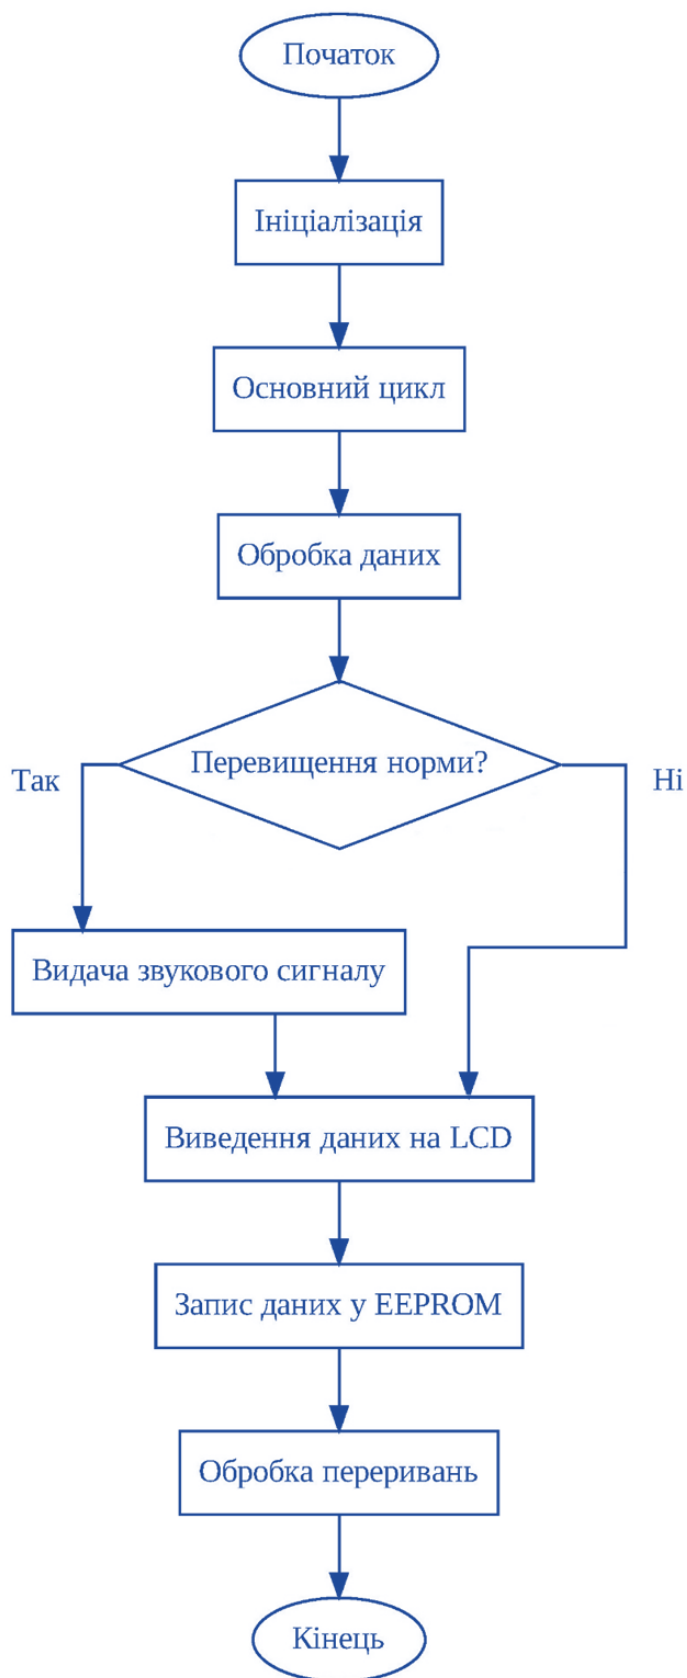 Початок
Ініціалізація
Основний цикл
Обробка даних
Перевищення норми?
Так
Ні
Видача звукового сигналу
Виведення даних на LCD
Запис даних у EEPROM
Обробка переривань
Кінець